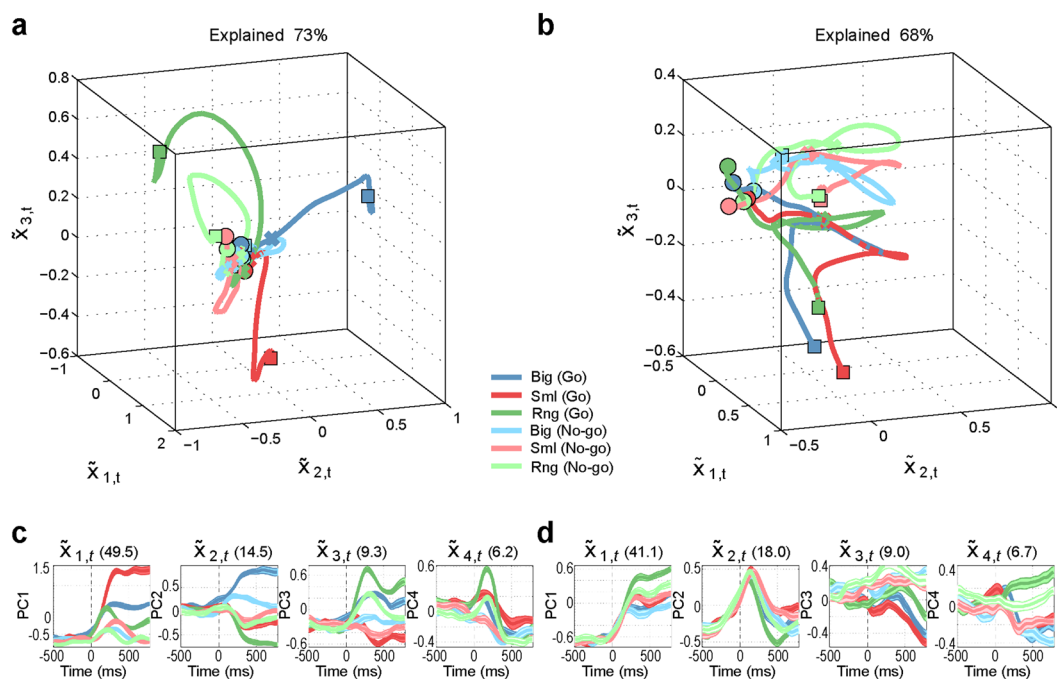 a
Explained 73%
0.8
0.6
0.4
0.2
0
−0.2
−0.4
−0.6
x̃3,t
−1
0
1
2
x̃1,t
−1
−0.5
0
0.5
1
x̃2,t
b
Explained 68%
0.4
0.2
0
−0.2
−0.4
−0.6
x̃3,t
−0.5
0
0.5
1
x̃1,t
−0.5
0
0.5
x̃2,t
Big (Go)
Sml (Go)
Rng (Go)
Big (No-go)
Sml (No-go)
Rng (No-go)
c
x̃1,t (49.5)
PC1
1.5
1
0
-0.5
-500 0 500
Time (ms)
x̃2,t (14.5)
PC2
0.5
0
-0.5
-500 0 500
Time (ms)
x̃3,t (9.3)
PC3
0.6
0
-0.5
-500 0 500
Time (ms)
x̃4,t (6.2)
PC4
0.6
0
-0.4
-500 0 500
Time (ms)
d
x̃1,t (41.1)
PC1
0.6
0
-0.6
-500 0 500
Time (ms)
x̃2,t (18.0)
PC2
0.5
0
-0.5
-500 0 500
Time (ms)
x̃3,t (9.0)
PC3
0.3
0
-0.4
-500 0 500
Time (ms)
x̃4,t (6.7)
PC4
0.4
0
-0.4
-500 0 500
Time (ms)